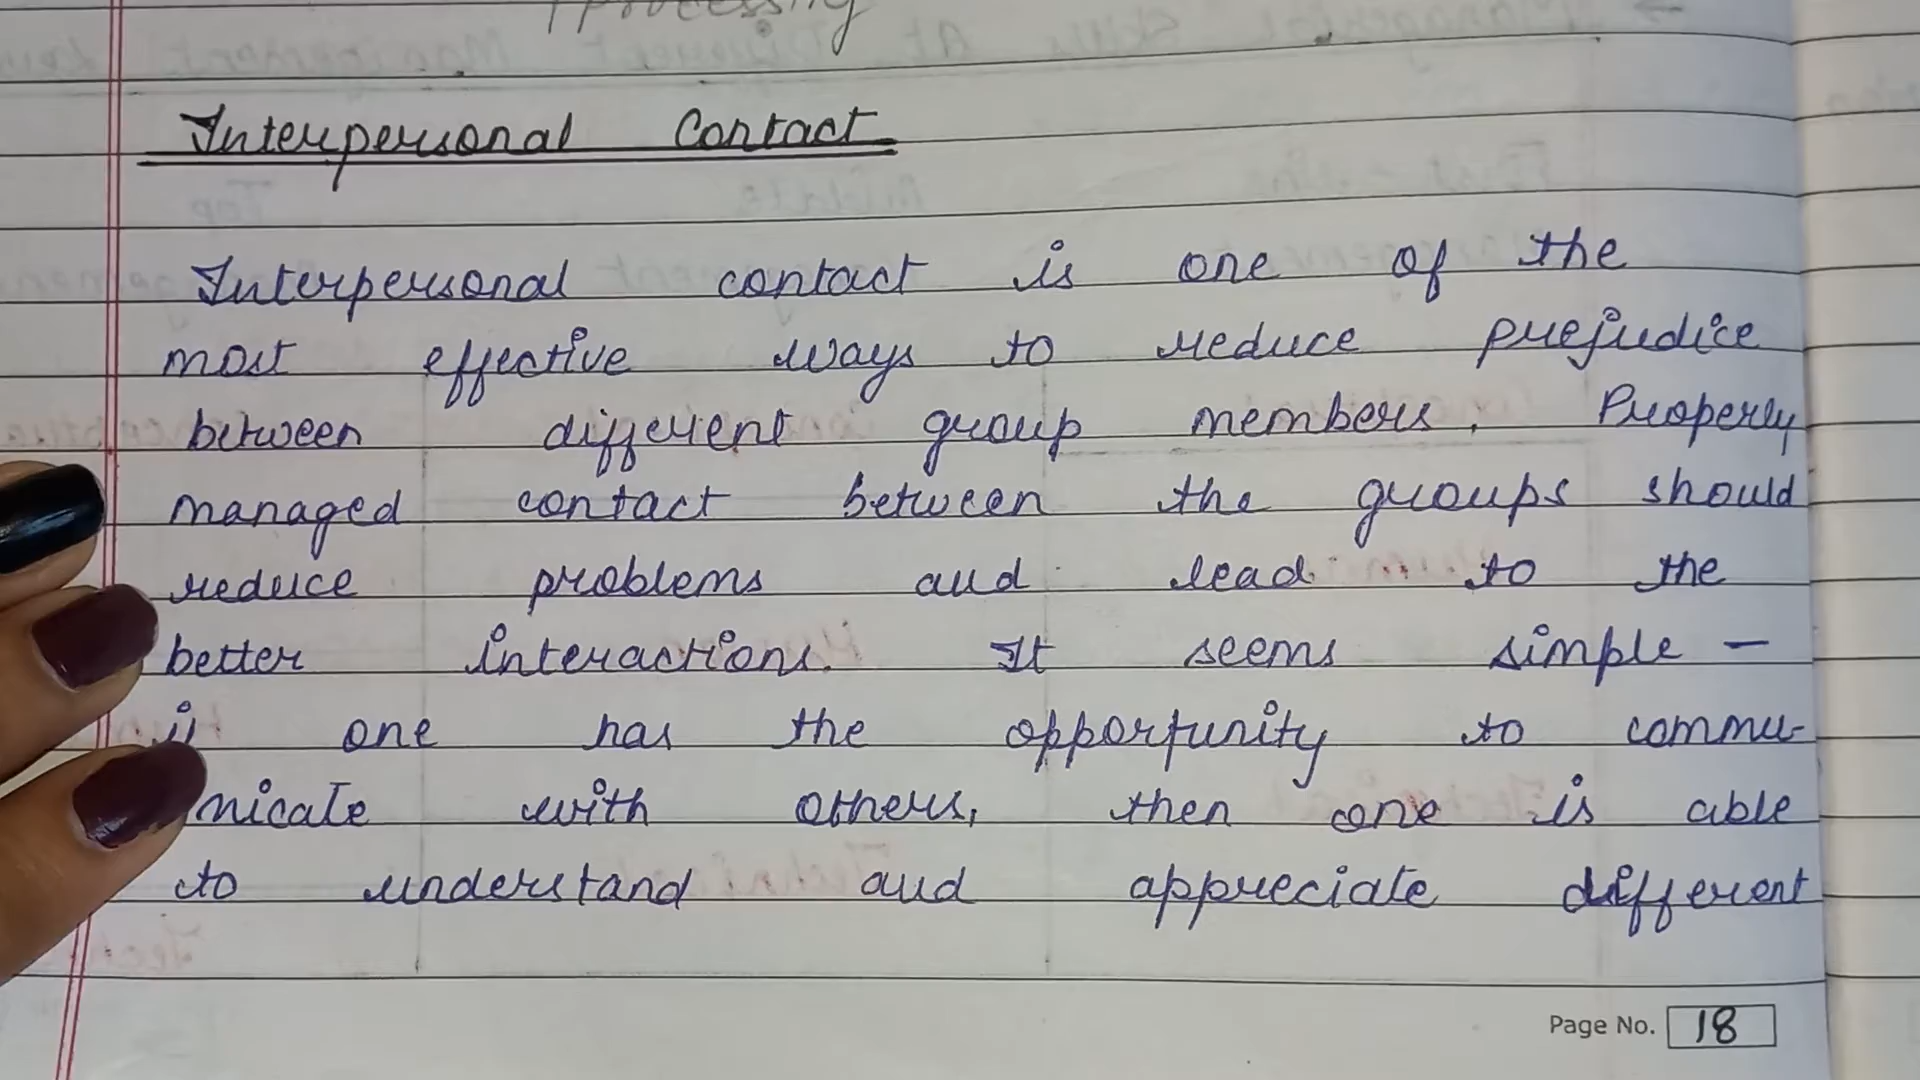 Processing
Interpersonal Contact
Interpersonal contact is one of the
most effective ways to reduce prejudice
between different group members. Properly
managed contact between the groups should
reduce problems and lead to the
better interactions. It seems simple -
if one has the opportunity to commu-
nicate with others, then one is able
to understand and appreciate different
Page No. 18